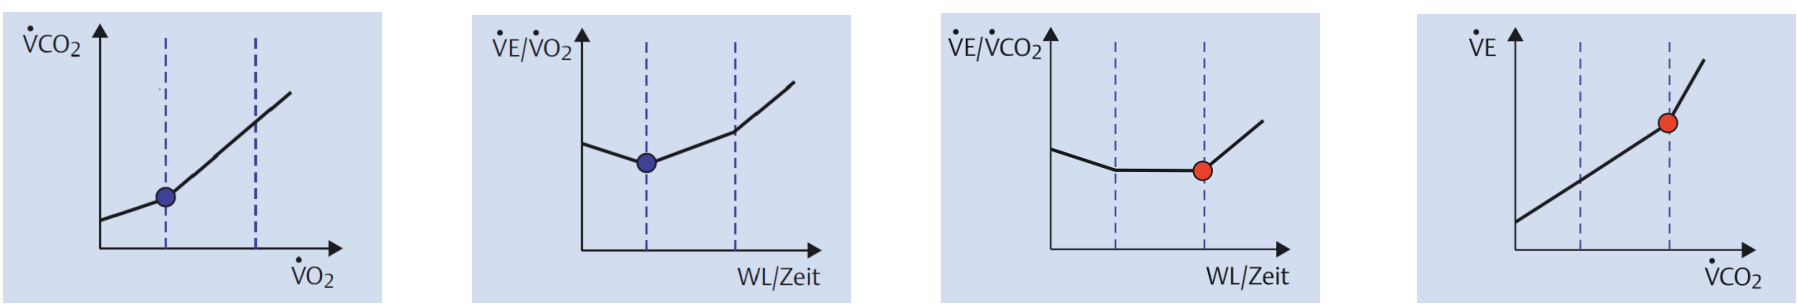 V̇CO₂
V̇O₂
V̇E/V̇O₂
WL/Zeit
V̇E/V̇CO₂
WL/Zeit
V̇E
V̇CO₂